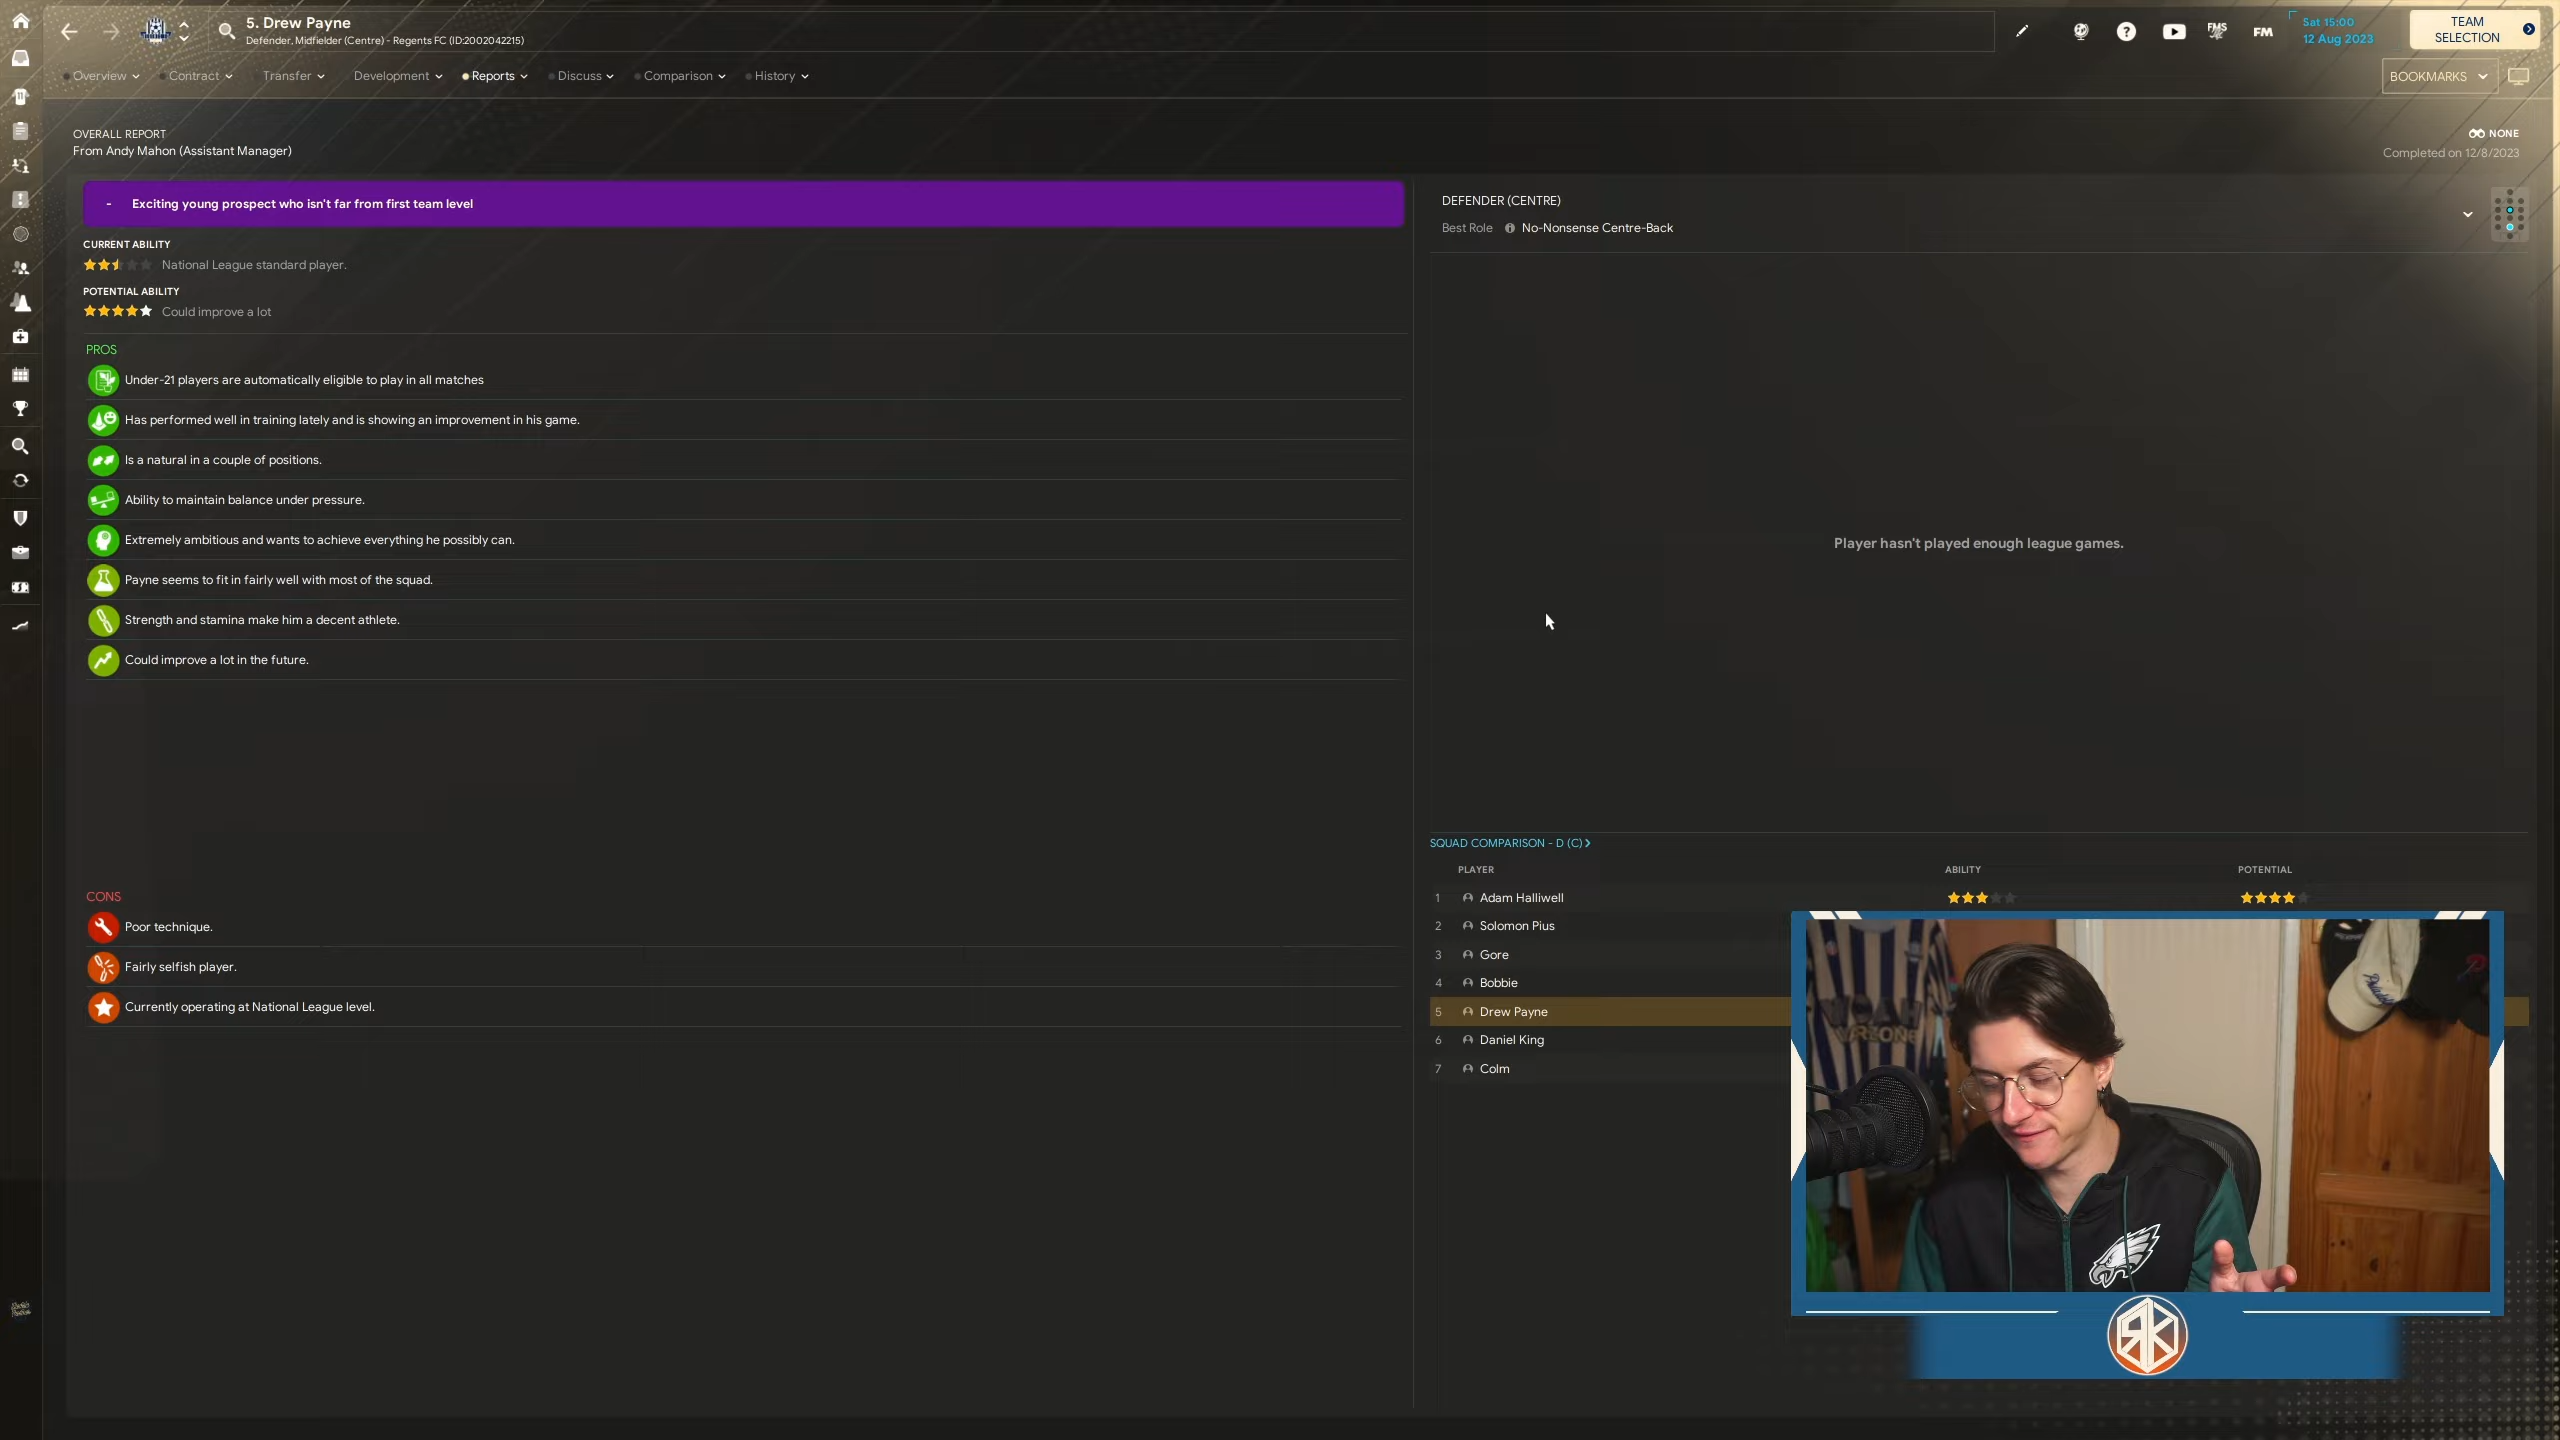 5. Drew Payne
Defender, Midfielder (Centre) - Regents FC (ID:2002042215)
FMS
FM
Sat 15:00
12 Aug 2023
TEAM
SELECTION
Overview
Contract
Transfer
Development
Reports
Discuss
Comparison
History
BOOKMARKS
OVERALL REPORT
From Andy Mahon (Assistant Manager)
NONE
Completed on 12/8/2023
- Exciting young prospect who isn't far from first team level
CURRENT ABILITY
National League standard player.
POTENTIAL ABILITY
Could improve a lot
PROS
Under-21 players are automatically eligible to play in all matches
Has performed well in training lately and is showing an improvement in his game.
Is a natural in a couple of positions.
Ability to maintain balance under pressure.
Extremely ambitious and wants to achieve everything he possibly can.
Payne seems to fit in fairly well with most of the squad.
Strength and stamina make him a decent athlete.
Could improve a lot in the future.
CONS
Poor technique.
Fairly selfish player.
Currently operating at National League level.
DEFENDER (CENTRE)
Best Role No-Nonsense Centre-Back
Player hasn't played enough league games.
SQUAD COMPARISON - D (C)
PLAYER ABILITY POTENTIAL
1 Adam Halliwell
2 Solomon Pius
3 Gore
4 Bobbie
5 Drew Payne
6 Daniel King
7 Colm